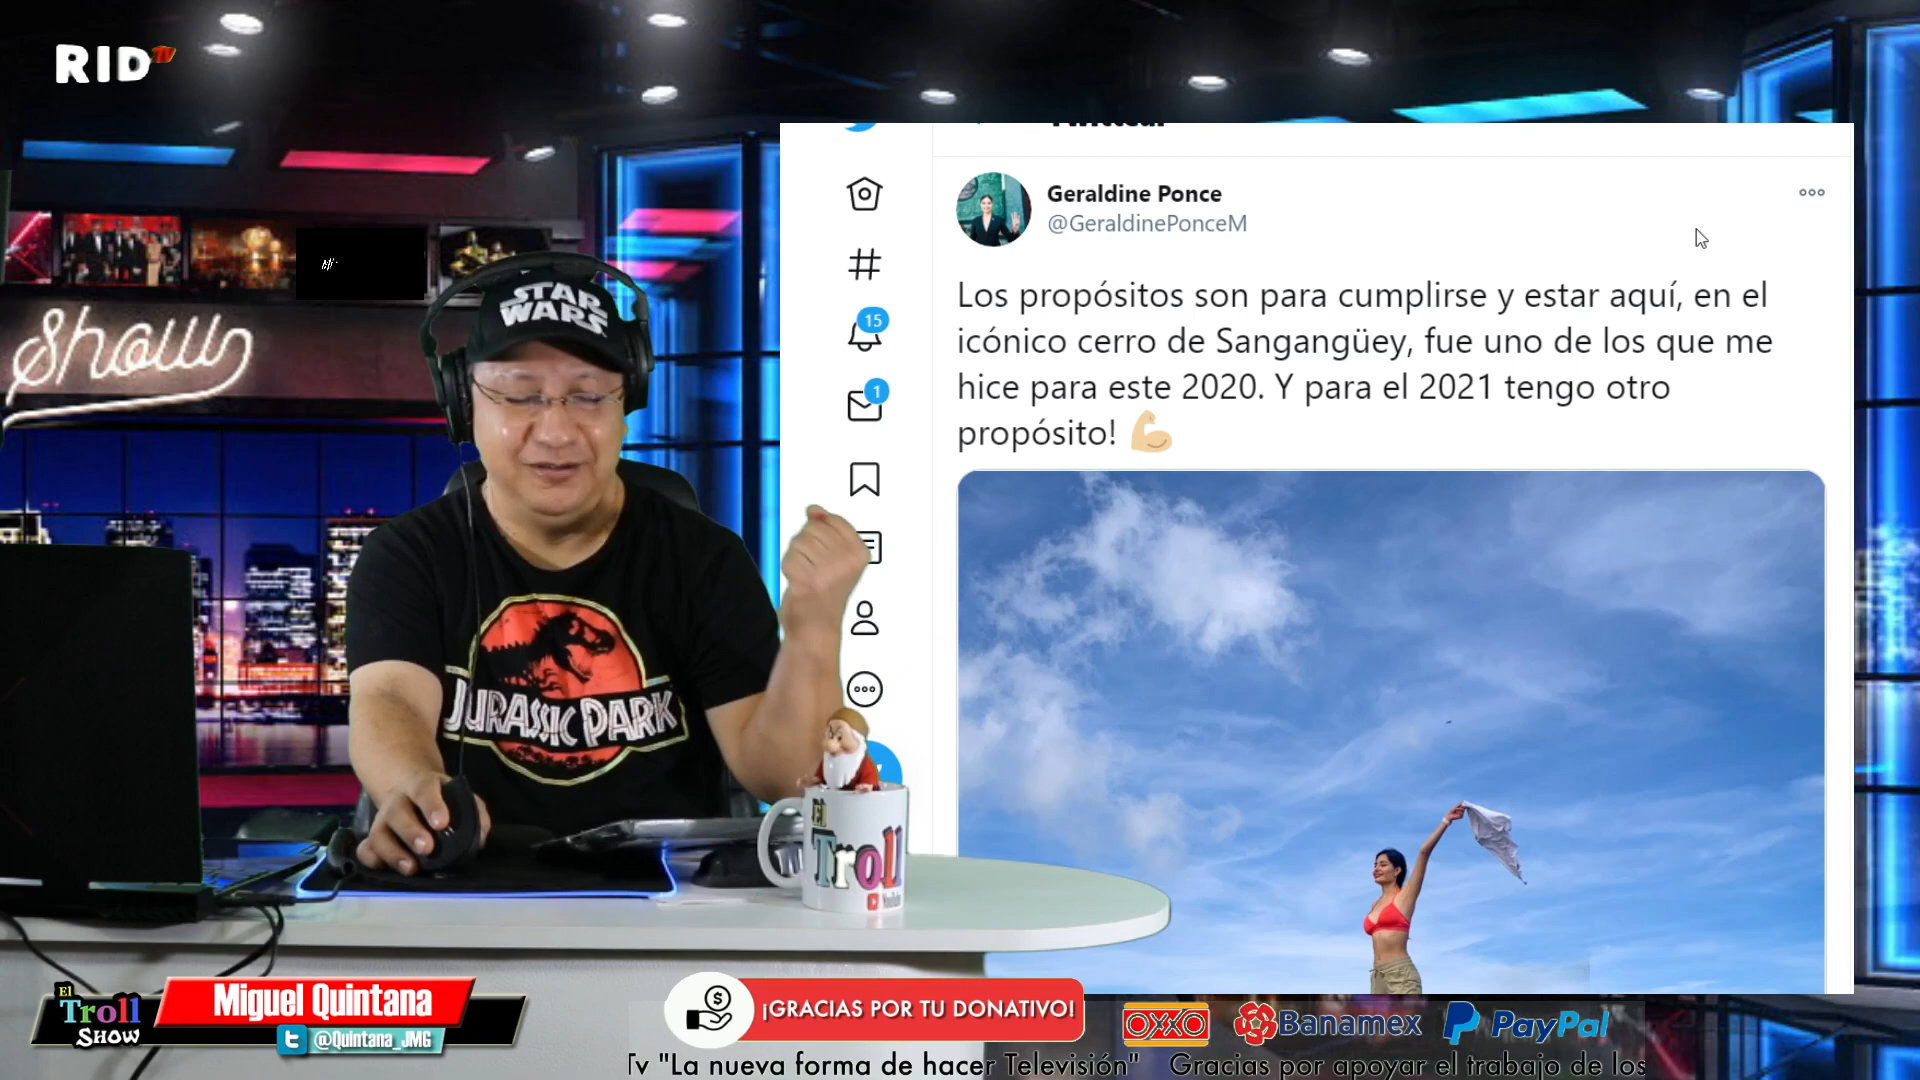 RID TV
Show
STAR
WARS
JURASSIC PARK
El
Troll
YouTube
Geraldine Ponce
@GeraldinePonceM
15
1
Los propósitos son para cumplirse y estar aquí, en el
icónico cerro de Sangangüey, fue uno de los que me
hice para este 2020. Y para el 2021 tengo otro
propósito! 💪
El
Troll
SHOW
Miguel Quintana
@Quintana_JMG
¡GRACIAS POR TU DONATIVO!
OXXO
Banamex
PayPal
Tv "La nueva forma de hacer Televisión" Gracias por apoyar el trabajo de los